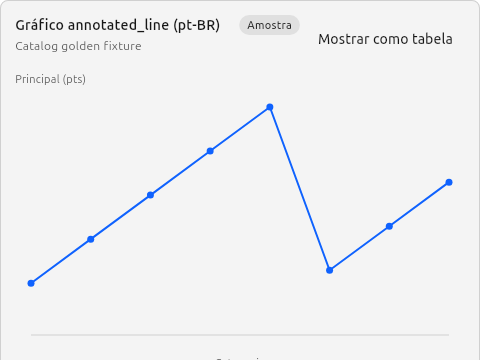 Gráfico annotated_line (pt-BR)
Amostra
Mostrar como tabela
Catalog golden fixture
Principal (pts)